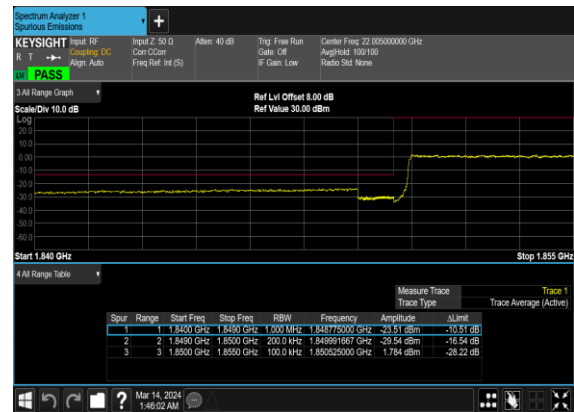 Spectrum Analyzer 1
Spurious Emissions
+
KEYSIGHT Input: RF Input Z: 50 Ω Atten: 40 dB Trig: Free Run Center Freq: 22.005000000 GHz
R T Coupling: DC Corr CCorr Gate: Off Avg|Hold: 100/100
Align: Auto Freq Ref: Int (S) IF Gain: Low Radio Std: None
LV PASS
3 All Range Graph
Ref Lvl Offset 8.00 dB
Scale/Div 10.0 dB Ref Value 30.00 dBm
Log
20.0
10.0
0.00
-10.0
-20.0
-30.0
-40.0
-50.0
-60.0
Start 1.840 GHz Stop 1.855 GHz
4 All Range Table
Measure Trace Trace 1
Trace Type Trace Average (Active)
Spur Range Start Freq Stop Freq RBW Frequency Amplitude ΔLimit
1 1 1.8400 GHz 1.8490 GHz 1.000 MHz 1.848775000 GHz -23.51 dBm -10.51 dB
2 2 1.8490 GHz 1.8500 GHz 200.0 kHz 1.849991667 GHz -29.54 dBm -16.54 dB
3 3 1.8500 GHz 1.8550 GHz 100.0 kHz 1.850525000 GHz 1.784 dBm -28.22 dB
? Mar 14, 2024
1:46:02 AM